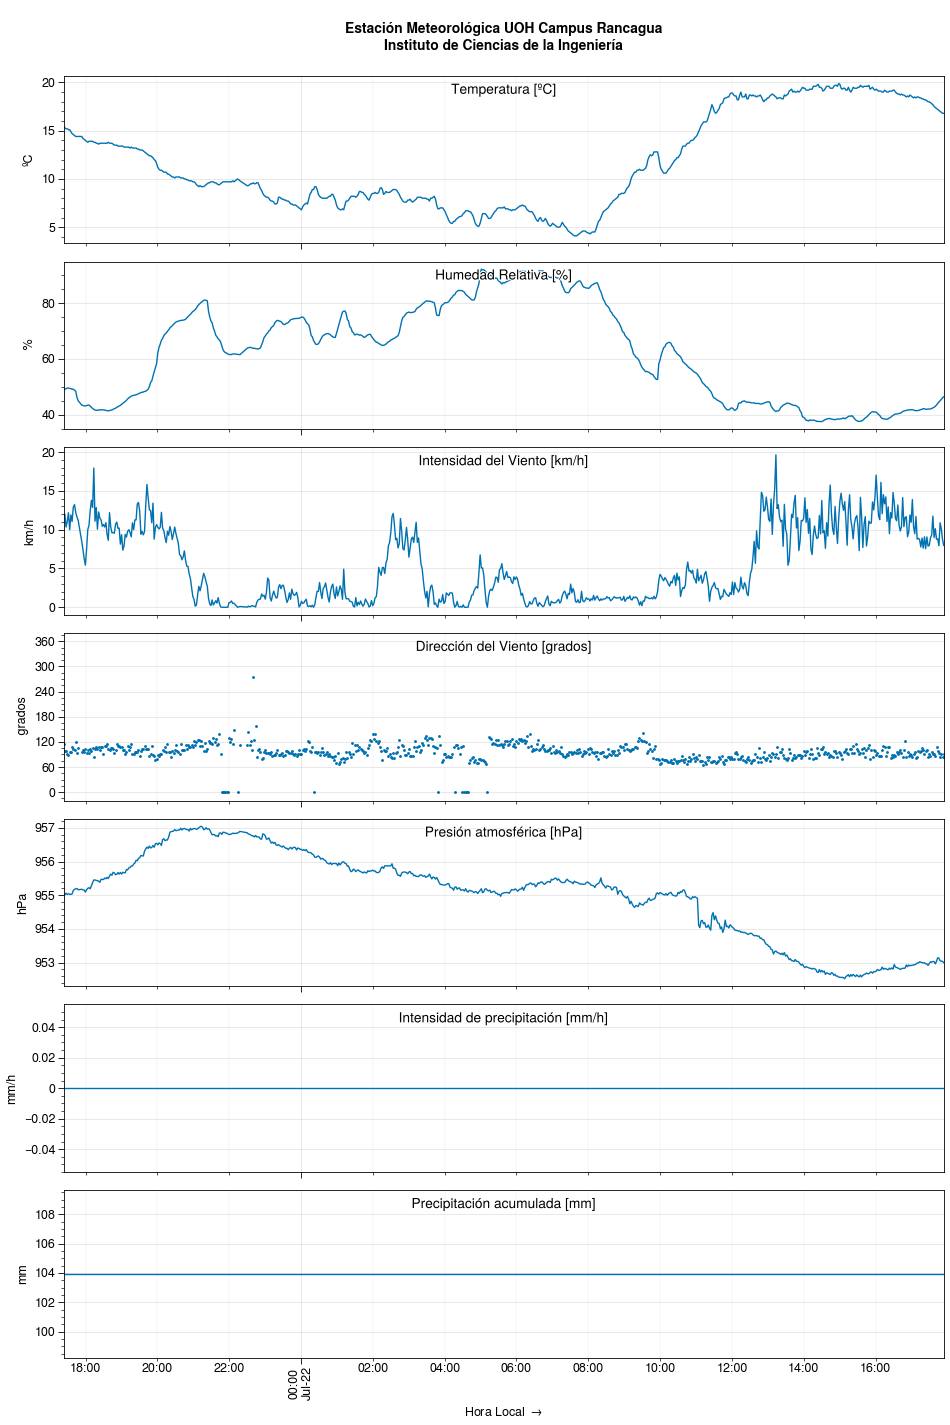 Estación Meteorológica UOH Campus Rancagua
Instituto de Ciencias de la Ingeniería
Temperatura [ºC]
ºC
20
15
10
5
Humedad Relativa [%]
%
80
60
40
Intensidad del Viento [km/h]
km/h
20
15
10
5
0
Dirección del Viento [grados]
grados
360
300
240
180
120
60
0
Presión atmosférica [hPa]
hPa
957
956
955
954
953
Intensidad de precipitación [mm/h]
mm/h
0.04
0.02
0
−0.02
−0.04
Precipitación acumulada [mm]
mm
108
106
104
102
100
18:00 20:00 22:00 00:00 02:00 04:00 06:00 08:00 10:00 12:00 14:00 16:00
Jul-22
Hora Local →